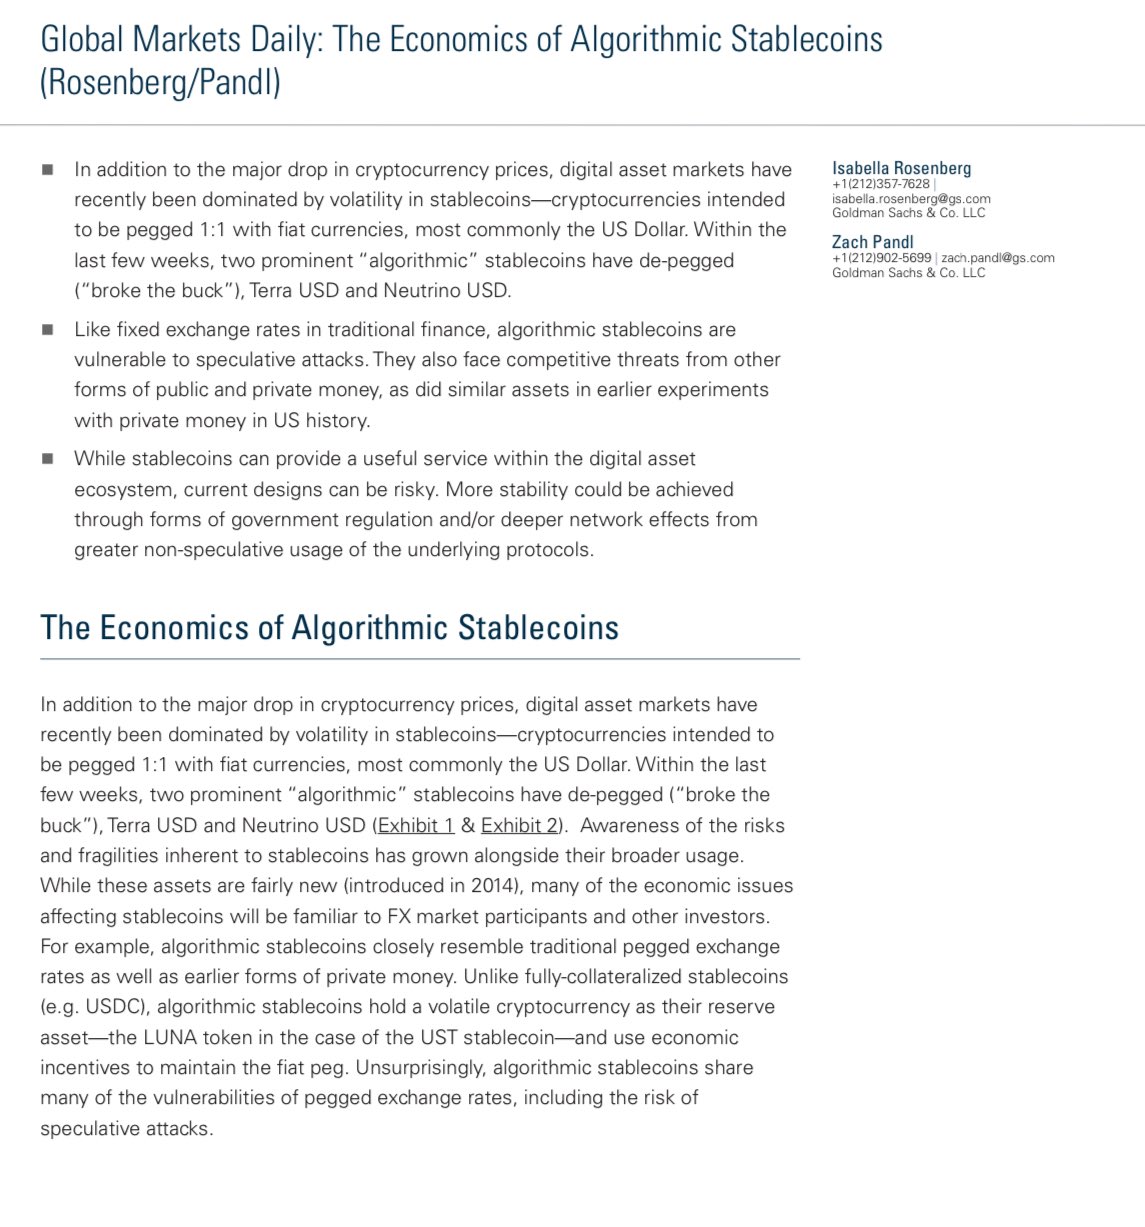 Global Markets Daily: The Economics of Algorithmic Stablecoins
(Rosenberg/Pandl)
■ In addition to the major drop in cryptocurrency prices, digital asset markets have
recently been dominated by volatility in stablecoins—cryptocurrencies intended
to be pegged 1:1 with fiat currencies, most commonly the US Dollar. Within the
last few weeks, two prominent “algorithmic” stablecoins have de-pegged
(“broke the buck”), Terra USD and Neutrino USD.
■ Like fixed exchange rates in traditional finance, algorithmic stablecoins are
vulnerable to speculative attacks. They also face competitive threats from other
forms of public and private money, as did similar assets in earlier experiments
with private money in US history.
■ While stablecoins can provide a useful service within the digital asset
ecosystem, current designs can be risky. More stability could be achieved
through forms of government regulation and/or deeper network effects from
greater non-speculative usage of the underlying protocols.
Isabella Rosenberg
+1(212)357-7628 |
isabella.rosenberg@gs.com
Goldman Sachs & Co. LLC
Zach Pandl
+1(212)902-5699 | zach.pandl@gs.com
Goldman Sachs & Co. LLC
The Economics of Algorithmic Stablecoins
In addition to the major drop in cryptocurrency prices, digital asset markets have
recently been dominated by volatility in stablecoins—cryptocurrencies intended to
be pegged 1:1 with fiat currencies, most commonly the US Dollar. Within the last
few weeks, two prominent “algorithmic” stablecoins have de-pegged (“broke the
buck”), Terra USD and Neutrino USD (Exhibit 1 & Exhibit 2).  Awareness of the risks
and fragilities inherent to stablecoins has grown alongside their broader usage.
While these assets are fairly new (introduced in 2014), many of the economic issues
affecting stablecoins will be familiar to FX market participants and other investors.
For example, algorithmic stablecoins closely resemble traditional pegged exchange
rates as well as earlier forms of private money. Unlike fully-collateralized stablecoins
(e.g. USDC), algorithmic stablecoins hold a volatile cryptocurrency as their reserve
asset—the LUNA token in the case of the UST stablecoin—and use economic
incentives to maintain the fiat peg. Unsurprisingly, algorithmic stablecoins share
many of the vulnerabilities of pegged exchange rates, including the risk of
speculative attacks.